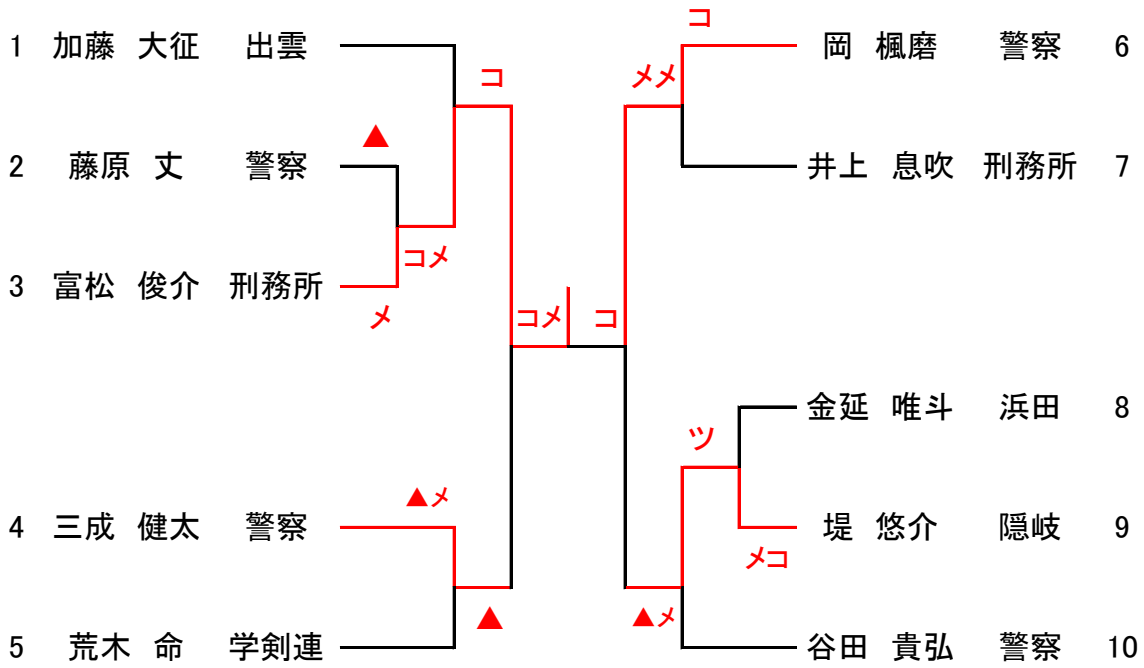 コ
1 加藤 大征 出雲
岡 楓磨 警察 6
コ
メメ
▲
2 藤原 丈 警察
井上 息吹 刑務所 7
コメ
3 富松 俊介 刑務所
メ
コメ
コ
金延 唯斗 浜田 8
ツ
▲メ
4 三成 健太 警察
堤 悠介 隠岐 9
メコ
▲
▲メ
5 荒木 命 学剣連
谷田 貴弘 警察 10